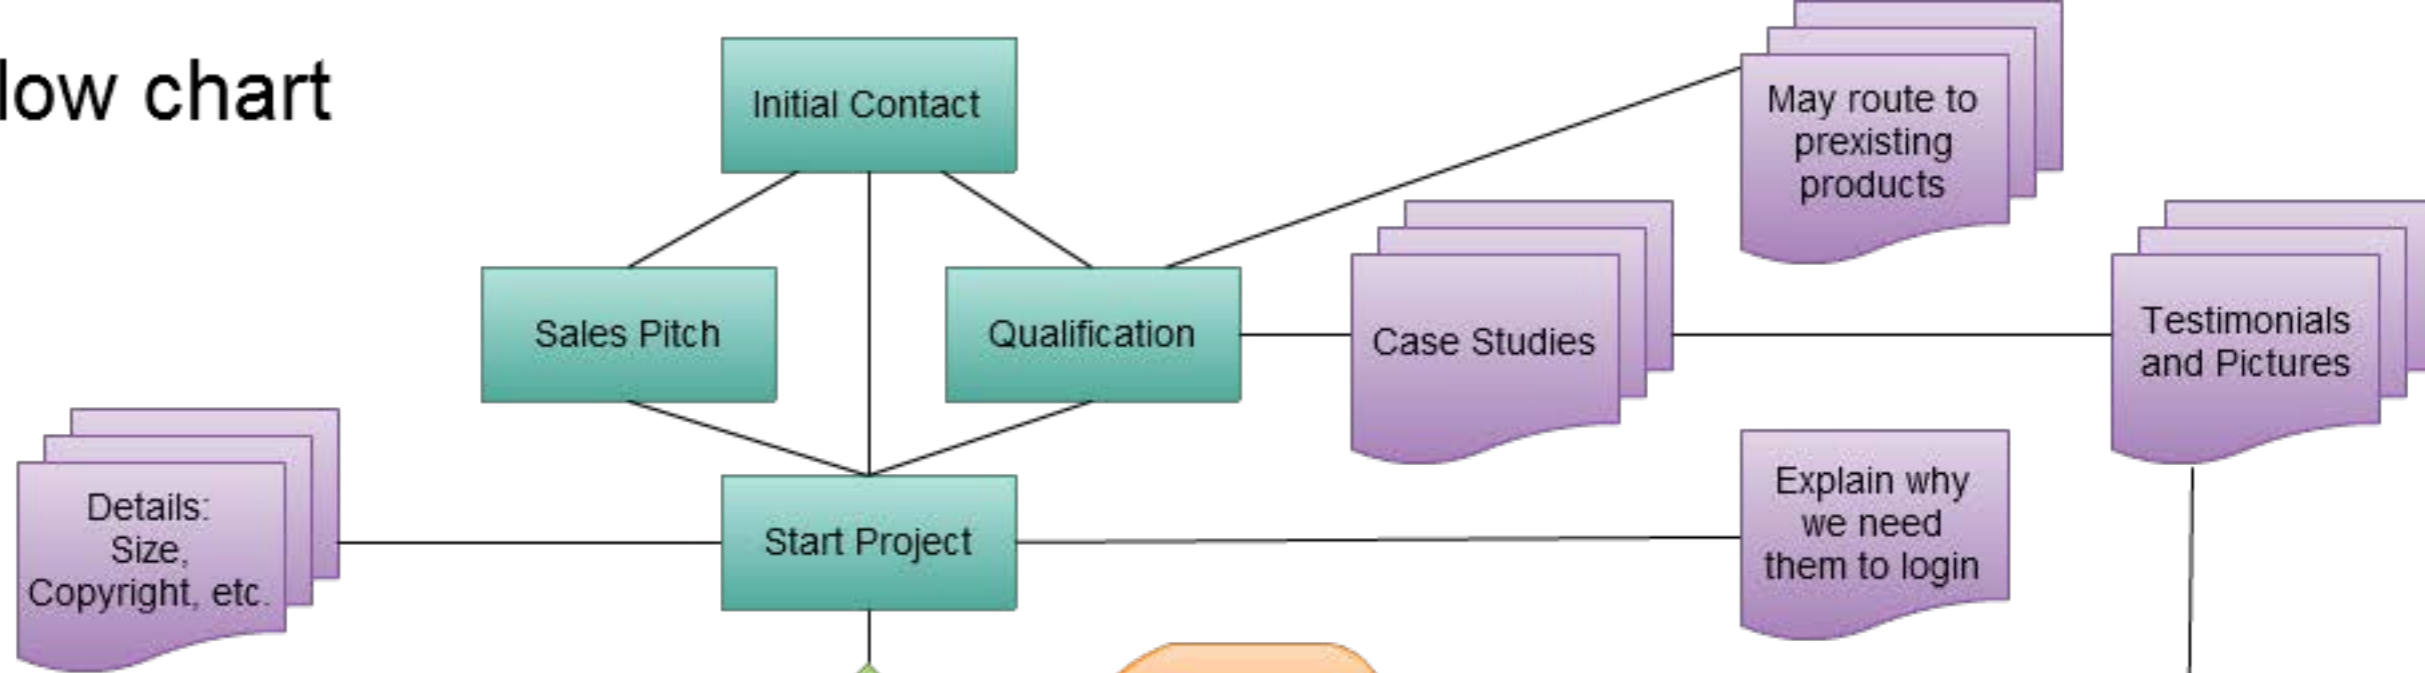 low chart
Initial Contact
May route to
prexisting
products
Sales Pitch
Qualification
Case Studies
Testimonials
and Pictures
Details:
Size,
Copyright, etc.
Start Project
Explain why
we need
them to login